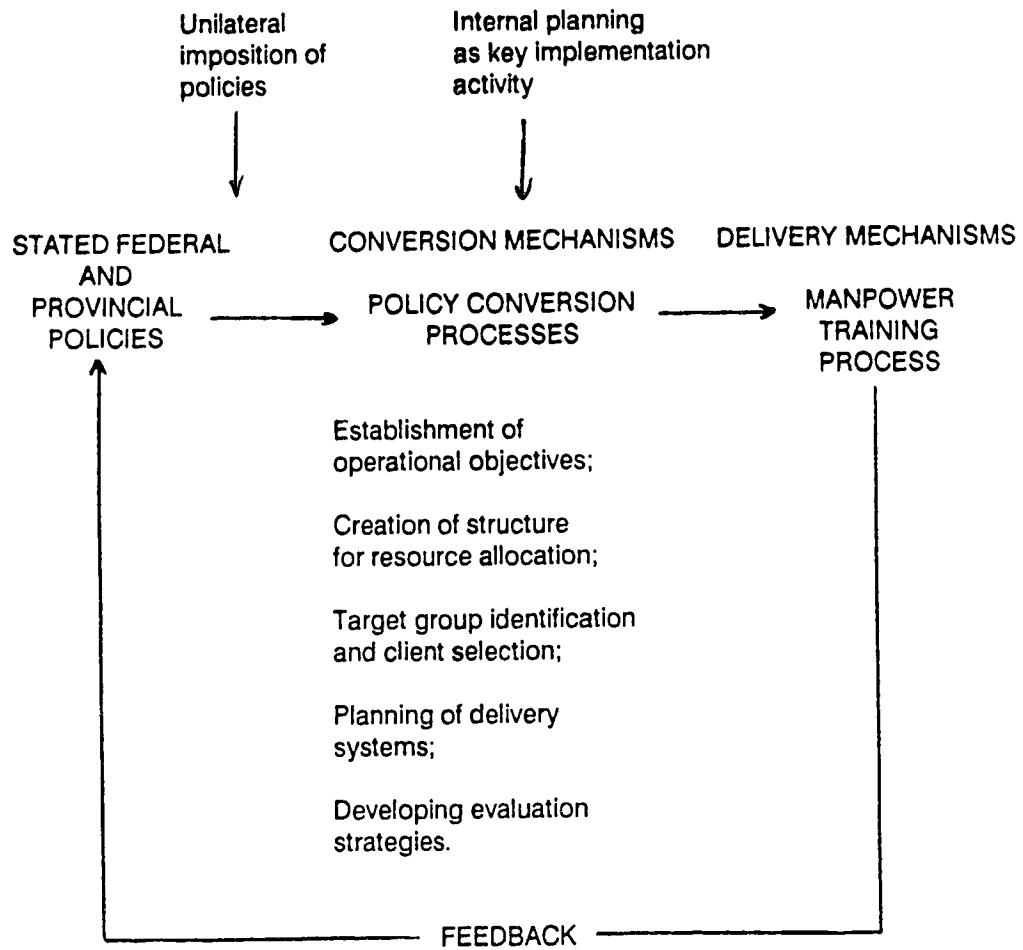 Unilateral
imposition of
policies
Internal planning
as key implementation
activity
STATED FEDERAL
AND
PROVINCIAL
POLICIES
CONVERSION MECHANISMS
POLICY CONVERSION
PROCESSES
DELIVERY MECHANISMS
MANPOWER
TRAINING
PROCESS
Establishment of
operational objectives;
Creation of structure
for resource allocation;
Target group identification
and client selection;
Planning of delivery
systems;
Developing evaluation
strategies.
FEEDBACK